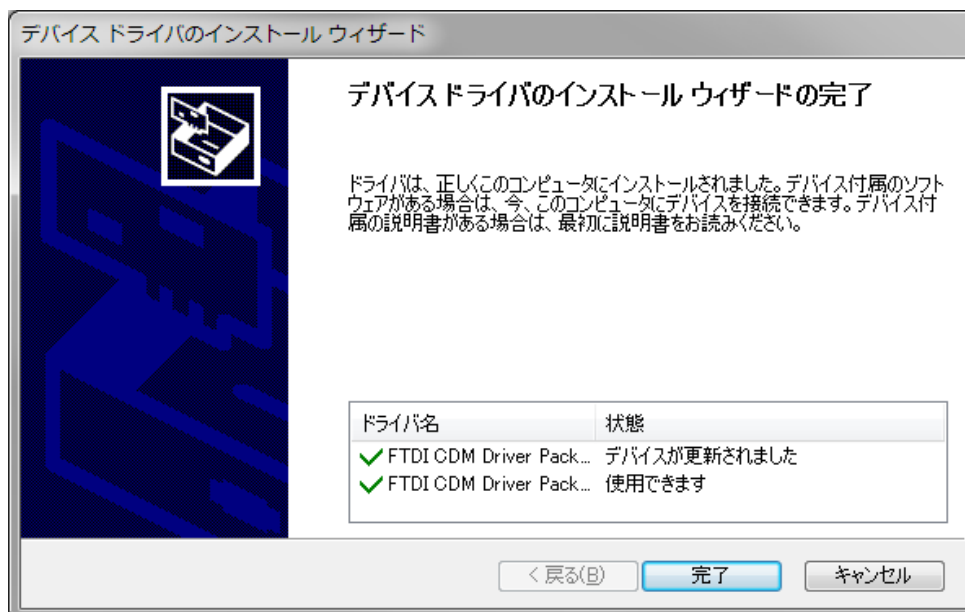 デバイス ドライバのインストール ウィザード
デバイス ドライバのインストール ウィザードの完了
ドライバは、正しくこのコンピュータにインストールされました。デバイス付属のソフト
ウェアがある場合は、今、このコンピュータにデバイスを接続できます。デバイス付
属の説明書がある場合は、最初に説明書をお読みください。
ドライバ名 状態
FTDI CDM Driver Pack... デバイスが更新されました
FTDI CDM Driver Pack... 使用できます
< 戻る(B) 完了 キャンセル